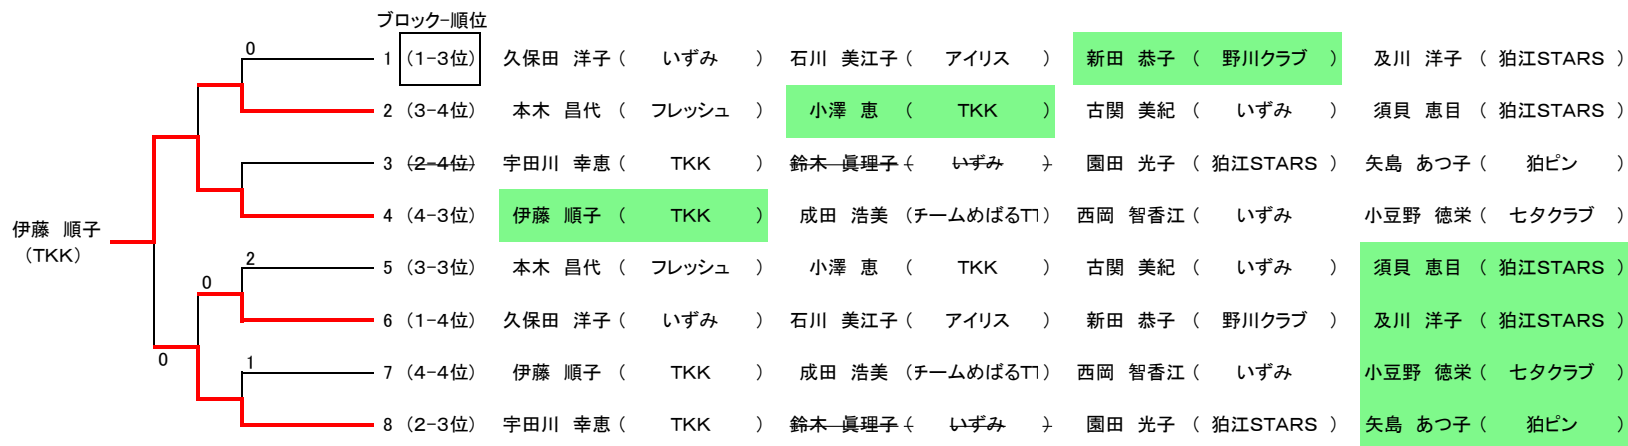 ブロック-順位
0
1 (1-3位) 久保田 洋子 ( いずみ ) 石川 美江子 ( アイリス ) 新田 恭子 ( 野川クラブ ) 及川 洋子 ( 狛江STARS )
2 (3-4位) 本木 昌代 ( フレッシュ ) 小澤 恵 ( TKK ) 古関 美紀 ( いずみ ) 須貝 恵目 ( 狛江STARS )
3 (2-4位) 宇田川 幸恵 ( TKK ) 鈴木 眞理子 ( いずみ ) 園田 光子 ( 狛江STARS ) 矢島 あつ子 ( 狛ピン )
4 (4-3位) 伊藤 順子 ( TKK ) 成田 浩美 (チームめばるTT) 西岡 智香江 ( いずみ 小豆野 徳栄 ( 七夕クラブ )
伊藤 順子
(TKK)
2
5 (3-3位) 本木 昌代 ( フレッシュ ) 小澤 恵 ( TKK ) 古関 美紀 ( いずみ ) 須貝 恵目 ( 狛江STARS )
0
6 (1-4位) 久保田 洋子 ( いずみ ) 石川 美江子 ( アイリス ) 新田 恭子 ( 野川クラブ ) 及川 洋子 ( 狛江STARS )
0
1
7 (4-4位) 伊藤 順子 ( TKK ) 成田 浩美 (チームめばるTT) 西岡 智香江 ( いずみ 小豆野 徳栄 ( 七夕クラブ )
8 (2-3位) 宇田川 幸恵 ( TKK ) 鈴木 眞理子 ( いずみ ) 園田 光子 ( 狛江STARS ) 矢島 あつ子 ( 狛ピン )